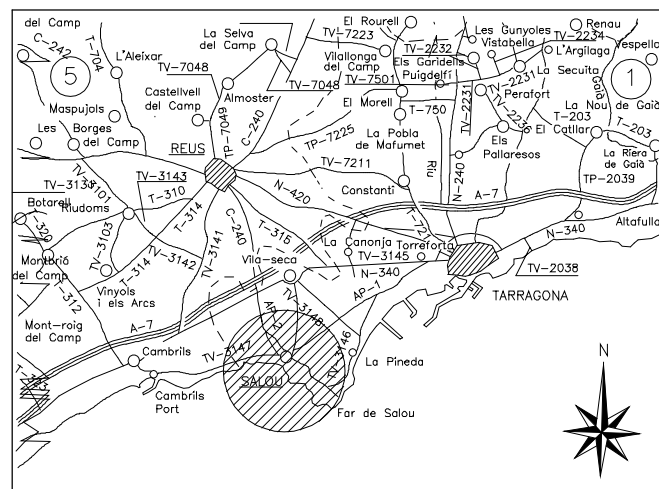 del Camp
C-242
T-704
5
L'Aleixar
La Selva
del Camp
TV-7048
Castellvell
del Camp
Almoster
Maspujols
Les
Borges
del Camp
REUS
TP-7049
C-240
TV-7048
TV-7223
El Rourell
Vilallonga
del Camp
TV-2232
Els Garidells
Puigdelfí
TV-7501
El Morell
T-750
La Pobla
de Mafumet
TP-7225
TV-7211
Constantí
Riu
TV-2231
N-240
Les Gunyoles
Vistabella
TV-2231
Perafort
TV-2236
Els
Pallaresos
Renau
TV-2234
L'Argilaga
La Secuita
Vespella
Gaià
1
La Nou de Gaià
T-203
El Catllar
T-203
La Riera
de Gaià
TP-2039
A-7
Altafulla
N-340
TV-2038
TARRAGONA
TV-3143
T-310
TV-3101
Botarell
Riudoms
T-320
TV-3103
T-314
T-314
TV-3142
TV-3141
C-240
T-315
N-420
Montbrió
del Camp
T-312
Vinyols
i els Arcs
Mont-roig
del Camp
A-7
Cambrils
Cambrils
Port
TV-3147
Vila-seca
La Canonja
Torreforta
TV-3145
N-340
AP-1
TV-3148
TV-3146
SALOU
La Pineda
Far de Salou
N